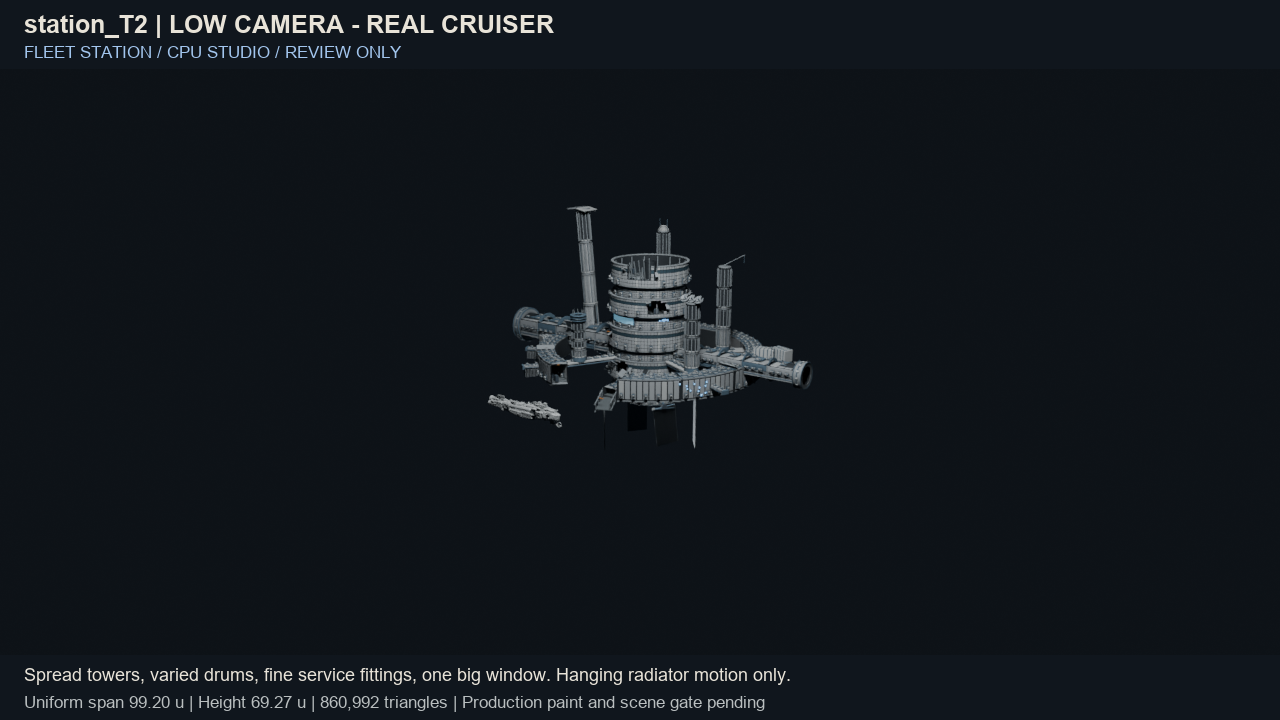 station_T2 | LOW CAMERA - REAL CRUISER
FLEET STATION / CPU STUDIO / REVIEW ONLY
Spread towers, varied drums, fine service fittings, one big window. Hanging radiator motion only.
Uniform span 99.20 u | Height 69.27 u | 860,992 triangles | Production paint and scene gate pending